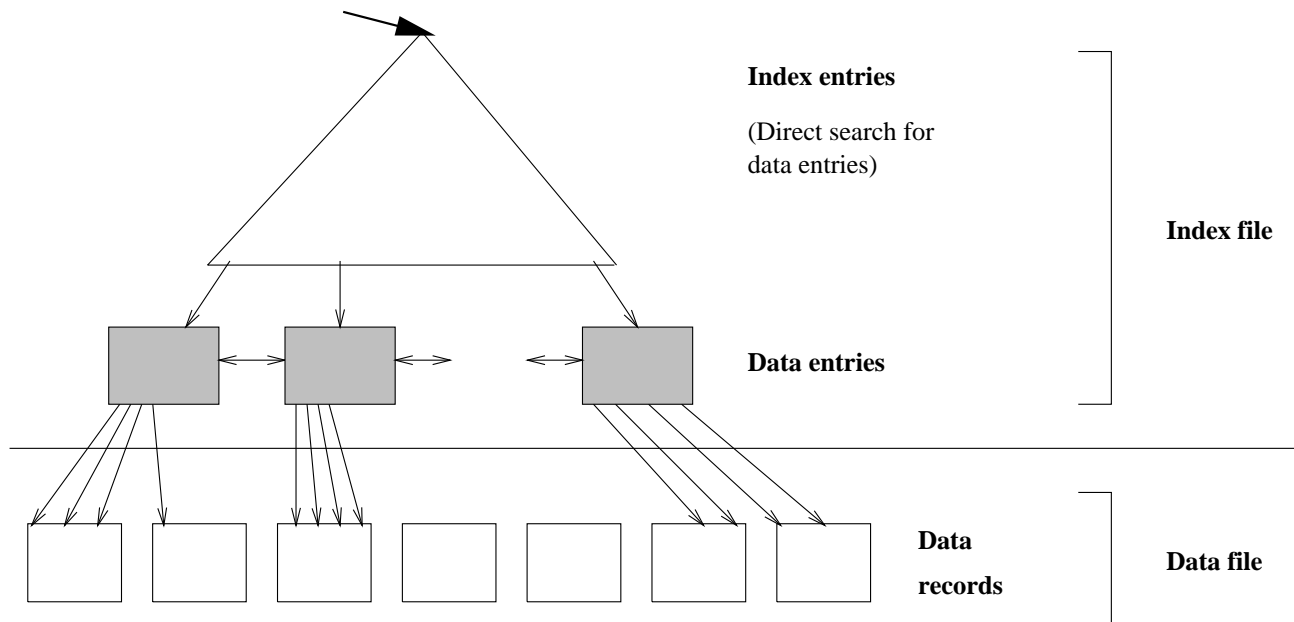 Index entries
(Direct search for
data entries)
Index file
Data entries
Data
records
Data file